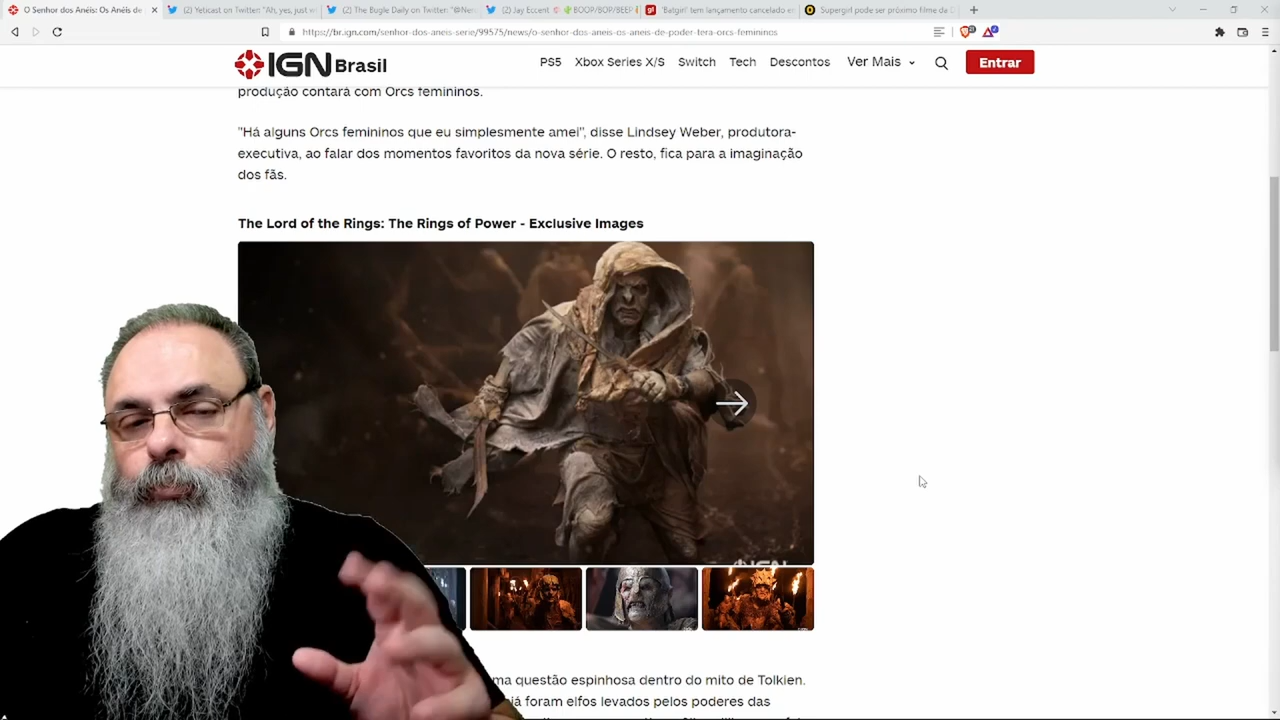 O Senhor dos Anéis: Os Anéis de
(2) Yeticast on Twitter: "Ah, yes, just w
(2) The Bugle Daily on Twitter: "@Ner
(2) Jay Eccent
BOOP/BOP/BEEP
'Batgirl' tem lançamento cancelado e
Supergirl pode ser próximo filme da
https://br.ign.com/senhor-dos-aneis-serie/99575/news/o-senhor-dos-aneis-os-aneis-de-poder-tera-orcs-femininos
IGN Brasil
PS5 Xbox Series X/S Switch Tech Descontos Ver Mais Entrar
produção contará com Orcs femininos.
"Há alguns Orcs femininos que eu simplesmente amei", disse Lindsey Weber, produtora-
executiva, ao falar dos momentos favoritos da nova série. O resto, fica para a imaginação
dos fãs.
The Lord of the Rings: The Rings of Power - Exclusive Images
IGN
ma questão espinhosa dentro do mito de Tolkien.
já foram elfos levados pelos poderes das